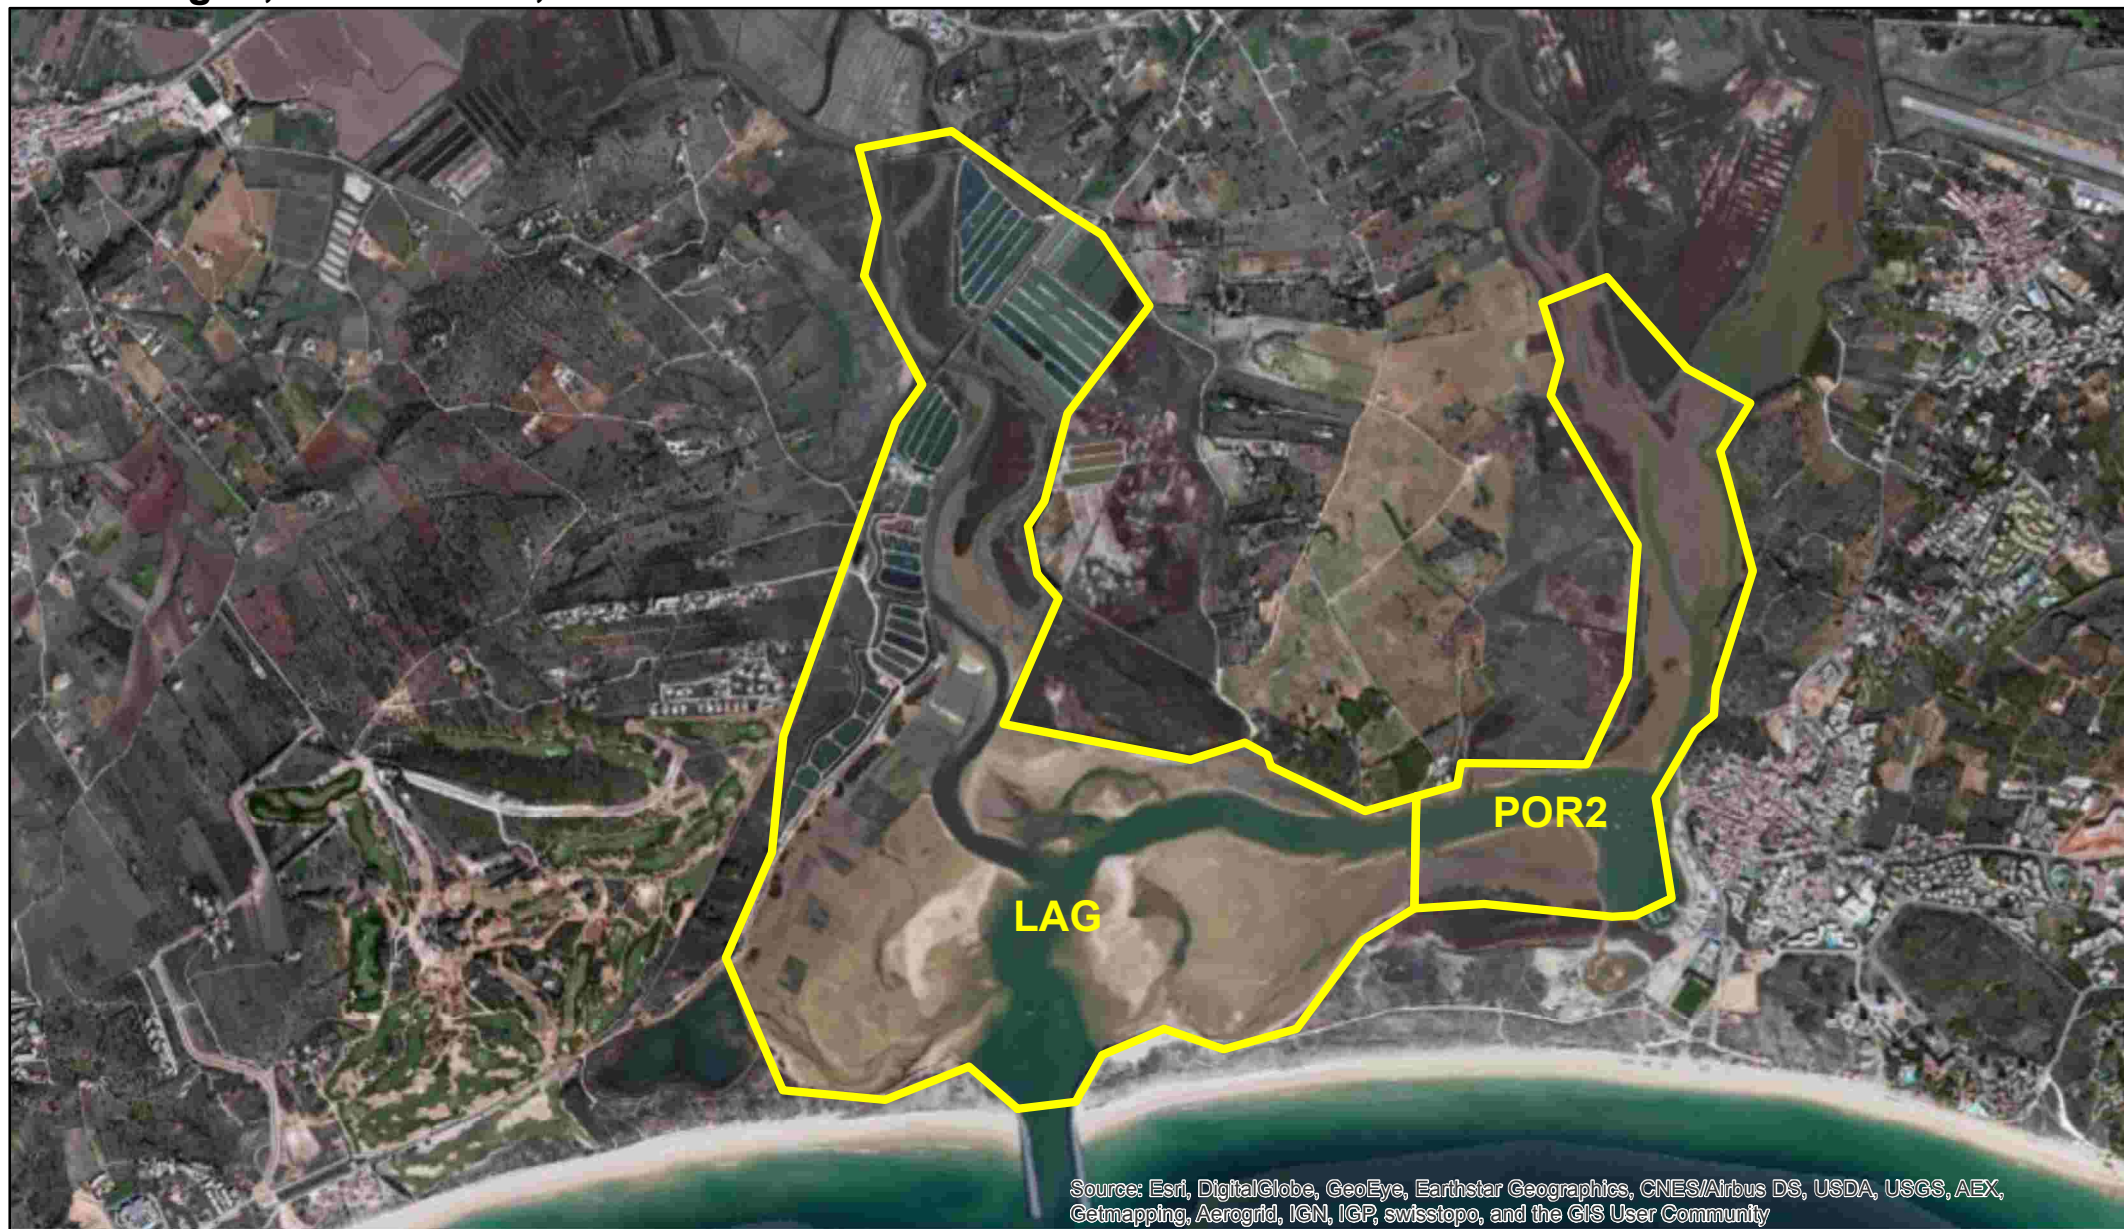 POR2
LAG
Source: Esri, DigitalGlobe, GeoEye, Earthstar Geographics, CNES/Airbus DS, USDA, USGS, AEX,
Getmapping, Aerogrid, IGN, IGP, swisstopo, and the GIS User Community